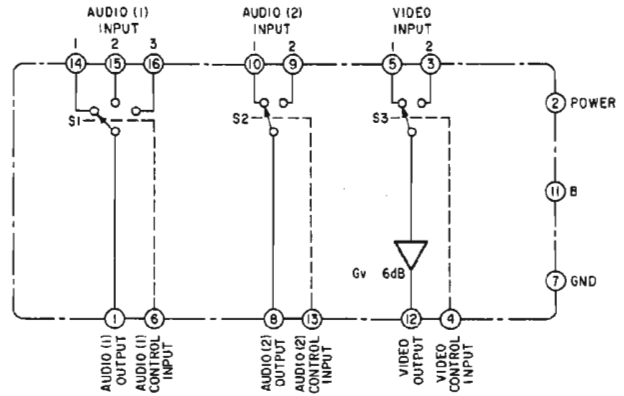 AUDIO (1) INPUT
1 2 3
14 15 16
AUDIO (2) INPUT
1 2
10 9
VIDEO INPUT
1 2
5 3
S1
S2
S3
2 POWER
11 B
7 GND
Gv 6dB
1 6
8 13
12 4
AUDIO (1) OUTPUT
AUDIO (1) CONTROL INPUT
AUDIO (2) OUTPUT
AUDIO (2) CONTROL INPUT
VIDEO OUTPUT
VIDEO CONTROL INPUT